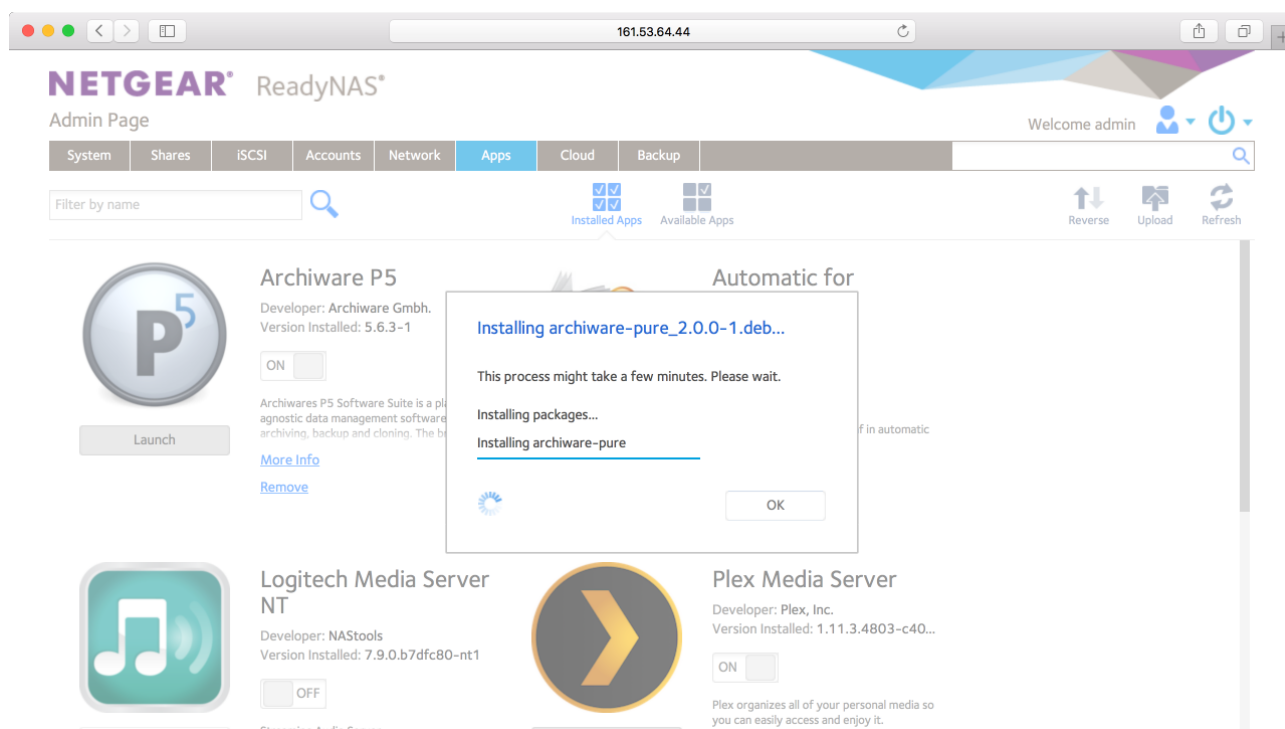 161.53.64.44
NETGEAR® ReadyNAS®
Admin Page
Welcome admin
System Shares iSCSI Accounts Network Apps Cloud Backup
Filter by name
Installed Apps Available Apps
Reverse Upload Refresh
P5
Archiware P5
Developer: Archiware Gmbh.
Version Installed: 5.6.3-1
ON
Archiwares P5 Software Suite is a
agnostic data management software
archiving, backup and cloning. The
Launch
More Info
Remove
Automatic for
f in automatic
Installing archiware-pure_2.0.0-1.deb...
This process might take a few minutes. Please wait.
Installing packages...
Installing archiware-pure
OK
Logitech Media Server
NT
Developer: NAStools
Version Installed: 7.9.0.b7dfc80-nt1
OFF
Plex Media Server
Developer: Plex, Inc.
Version Installed: 1.11.3.4803-c40...
ON
Plex organizes all of your personal media so
you can easily access and enjoy it.